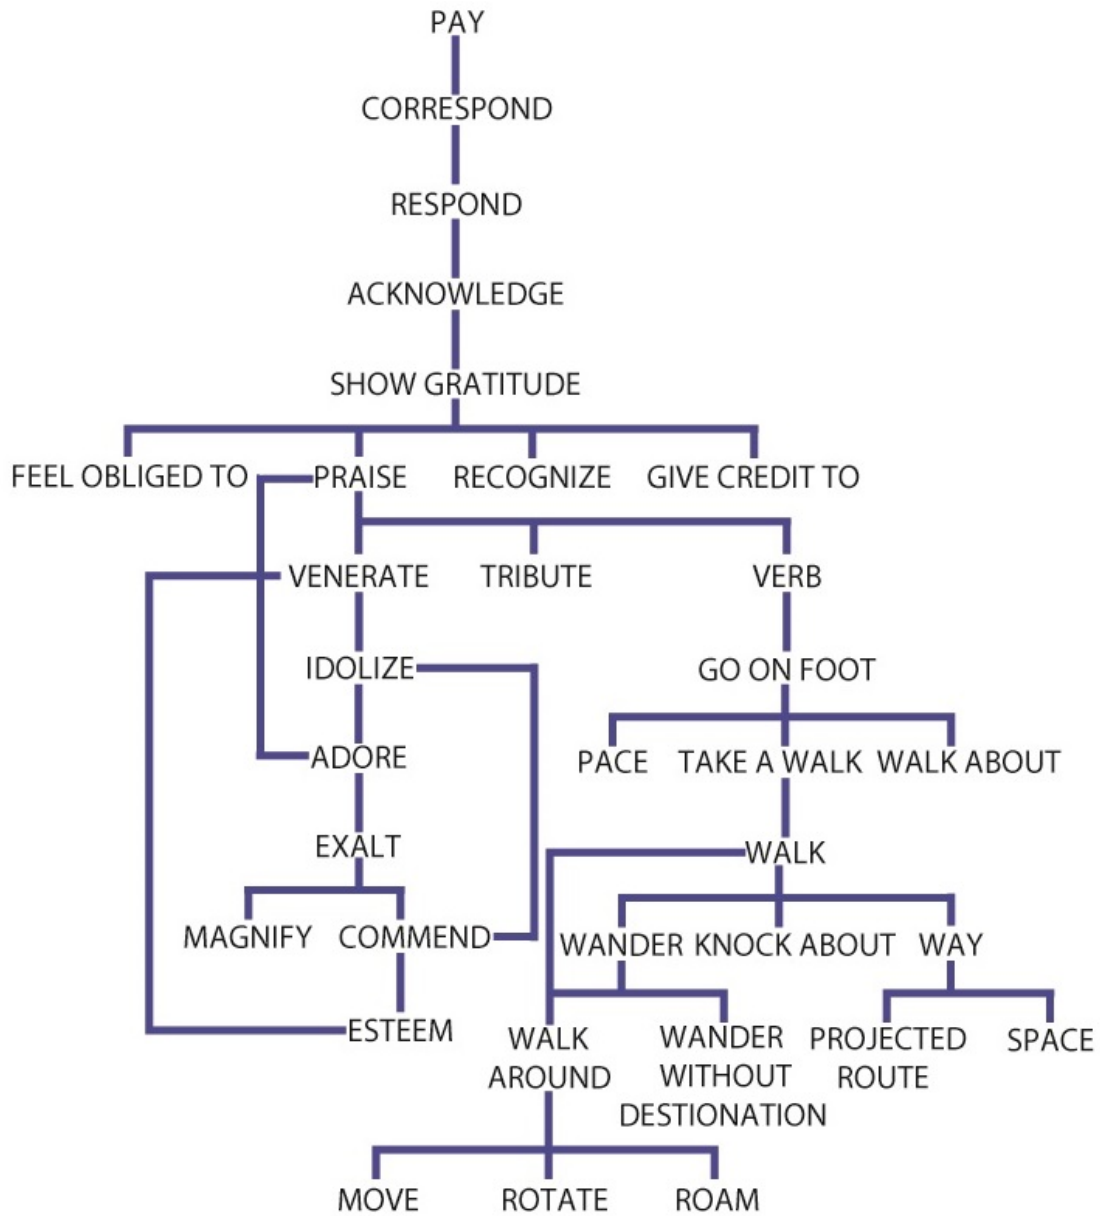 PAY
CORRESPOND
RESPOND
ACKNOWLEDGE
SHOW GRATITUDE
FEEL OBLIGED TO PRAISE RECOGNIZE GIVE CREDIT TO
VENERATE TRIBUTE VERB
IDOLIZE GO ON FOOT
ADORE PACE TAKE A WALK WALK ABOUT
EXALT WALK
MAGNIFY COMMEND WANDER KNOCK ABOUT WAY
ESTEEM WALK WANDER PROJECTED SPACE
AROUND WITHOUT ROUTE
DESTIONATION
MOVE ROTATE ROAM